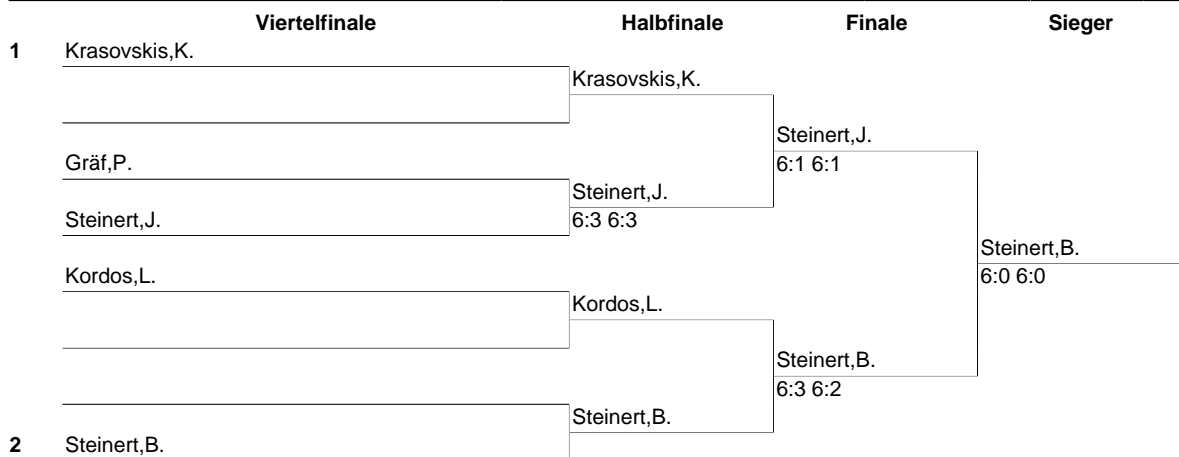 Viertelfinale Halbfinale Finale Sieger
1 Krasovskis,K.
Krasovskis,K.
Steinert,J.
Gräf,P. 6:1 6:1
Steinert,J.
Steinert,J. 6:3 6:3
Steinert,B.
Kordos,L. 6:0 6:0
Kordos,L.
Steinert,B.
6:3 6:2
Steinert,B.
2 Steinert,B.